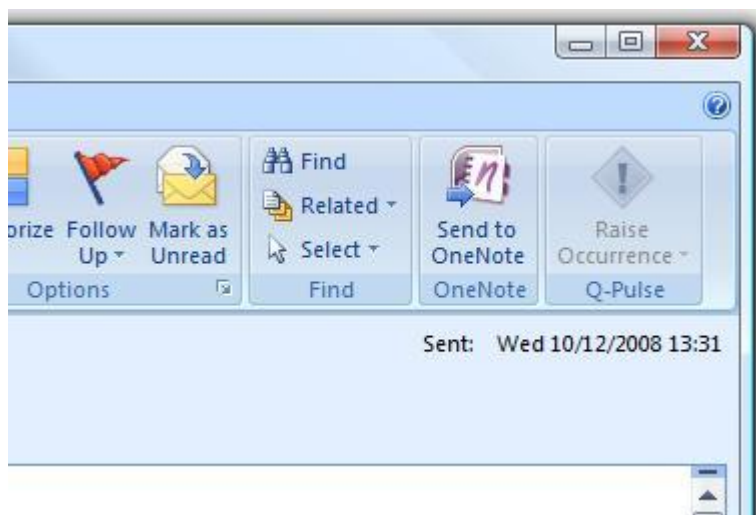 Find
Related
Select
orize Follow Up Mark as Unread
Send to OneNote
Raise Occurrence
Options Find OneNote Q-Pulse
Sent: Wed 10/12/2008 13:31